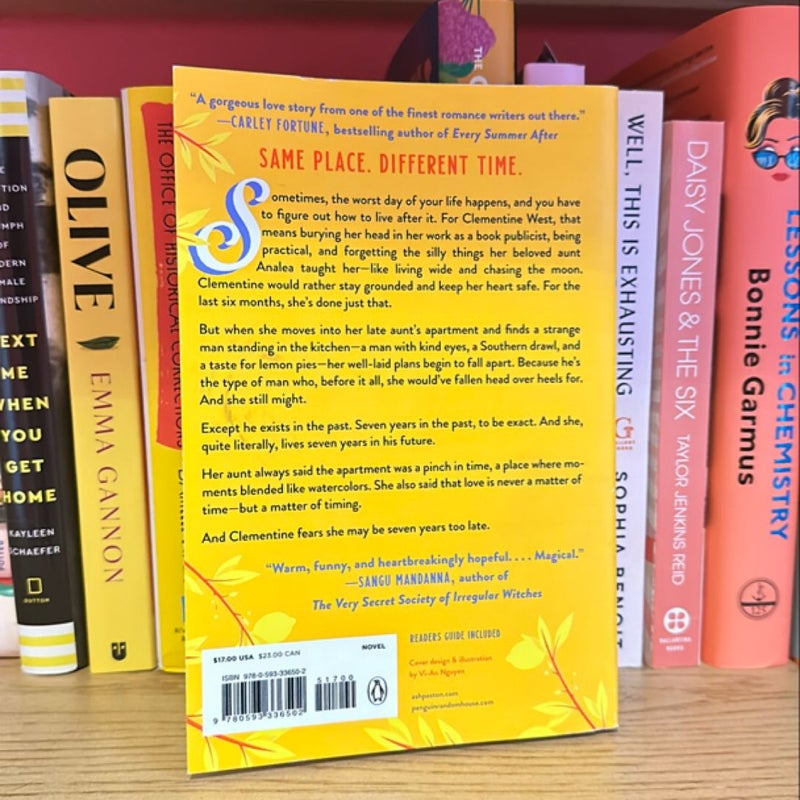 "A gorgeous love story from one of the finest romance writers out there."
—CARLEY FORTUNE, bestselling author of Every Summer After
SAME PLACE. DIFFERENT TIME.
Sometimes, the worst day of your life happens, and you have
to figure out how to live after it. For Clementine West, that
means burying her head in her work as a book publicist, being
practical, and forgetting the silly things her beloved aunt
Analea taught her—like living wide and chasing the moon.
Clementine would rather stay grounded and keep her heart safe. For the
last six months, she's done just that.
But when she moves into her late aunt's apartment and finds a strange
man standing in the kitchen—a man with kind eyes, a Southern drawl, and
a taste for lemon pies—her well-laid plans begin to fall apart. Because he's
the type of man who, before it all, she would've fallen head over heels for.
And she still might.
Except he exists in the past. Seven years in the past, to be exact. And she,
quite literally, lives seven years in his future.
Her aunt always said the apartment was a pinch in time, a place where mo-
ments blended like watercolors. She also said that love is never a matter of
time—but a matter of timing.
And Clementine fears she may be seven years too late.
"Warm, funny, and heartbreakingly hopeful. . . . Magical."
—SANGU MANDANNA, author of
The Very Secret Society of Irregular Witches
READERS GUIDE INCLUDED
Cover design & illustration
by Vi-An Nguyen
ashposton.com
penguinrandomhouse.com
$17.00 USA $23.00 CAN
NOVEL
ISBN 978-0-593-33650-2
51700
9 780593 336502
EXT
ME
WHEN
YOU
GET
HOME
KAYLEEN
SCHAEFER
DUTTON
OLIVE
EMMA GANNON
THE OFFICE OF HISTORICAL CORRECTIONS
THE
WELL, THIS IS EXHAUSTING
SOPHIA BENOIT
DAISY JONES & THE SIX
TAYLOR JENKINS REID
BALLANTINE
BOOKS
LESSONS in CHEMISTRY
Bonnie Garmus